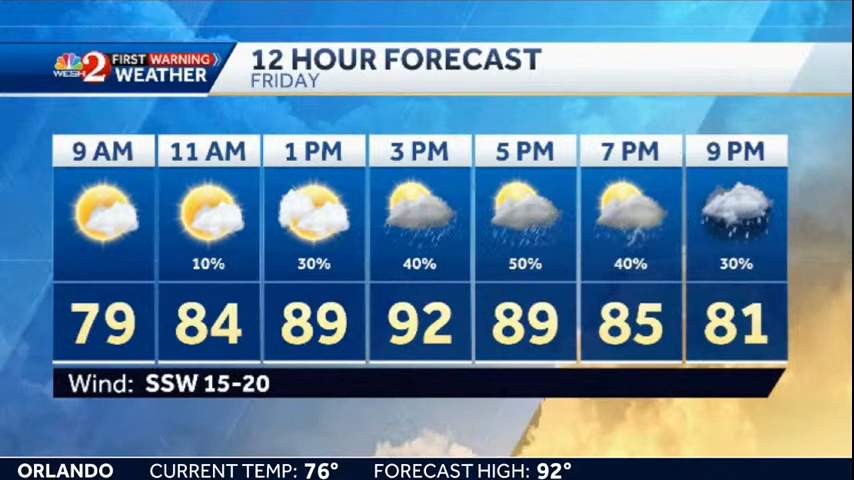 WESH 2 FIRST WARNING WEATHER
12 HOUR FORECAST
FRIDAY
9 AM 11 AM 1 PM 3 PM 5 PM 7 PM 9 PM
10% 30% 40% 50% 40% 30%
79 84 89 92 89 85 81
Wind: SSW 15-20
ORLANDO CURRENT TEMP: 76° FORECAST HIGH: 92°